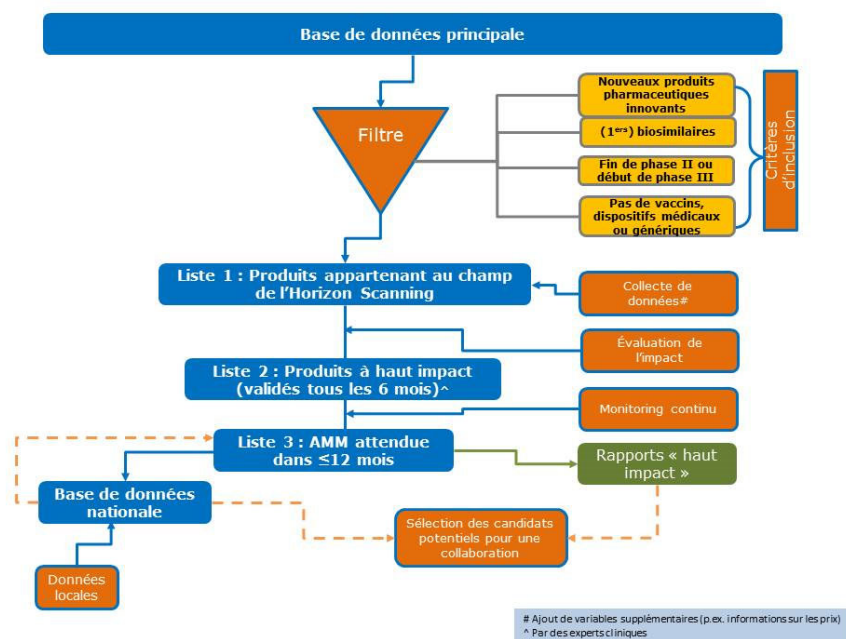 Base de données principale
Filtre
Nouveaux produits
pharmaceutiques
innovants
(1ers) biosimilaires
Fin de phase II ou
début de phase III
Pas de vaccins,
dispositifs médicaux
ou génériques
Critères
d'inclusion
Liste 1 : Produits appartenant au champ
de l'Horizon Scanning
Collecte de
données#
Évaluation de
l'impact
Liste 2 : Produits à haut impact
(validés tous les 6 mois)^
Monitoring continu
Liste 3 : AMM attendue
dans ≤12 mois
Rapports « haut
impact »
Base de données
nationale
Sélection des candidats
potentiels pour une
collaboration
Données
locales
# Ajout de variables supplémentaires (p.ex. informations sur les prix)
^ Par des experts cliniques